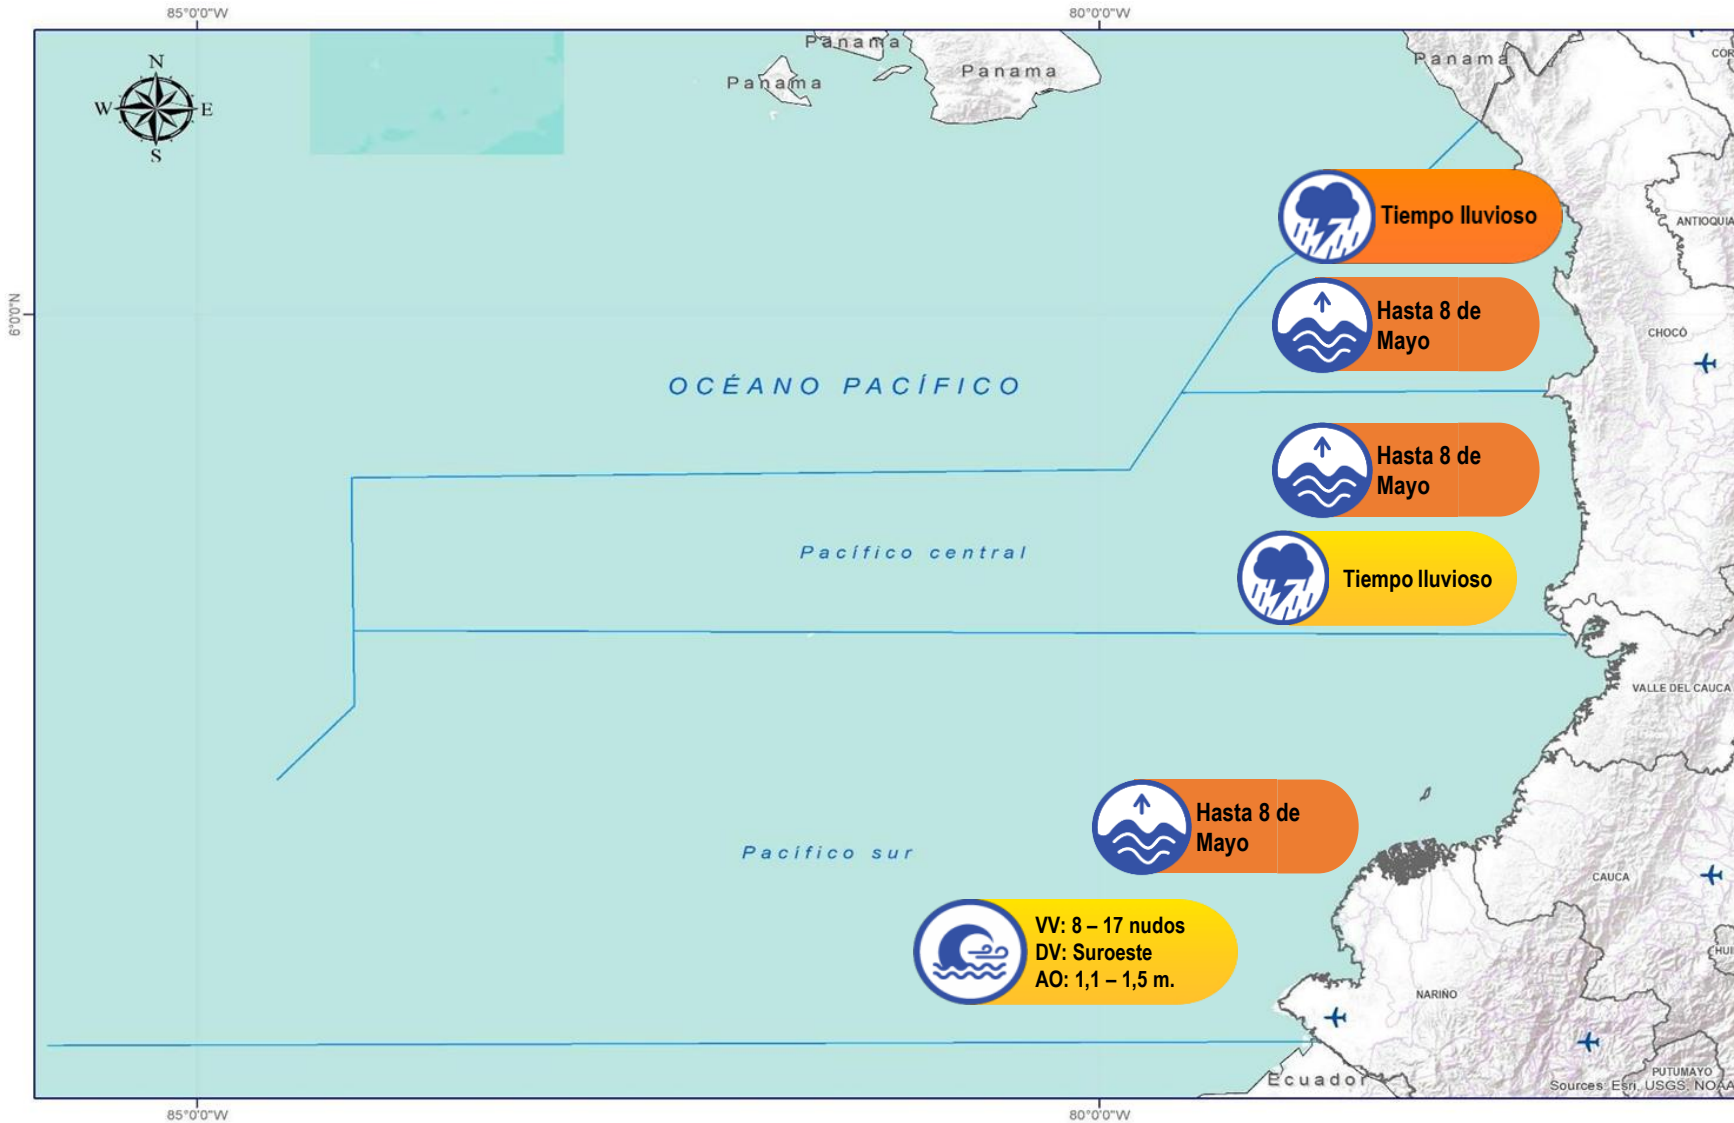 85°0'0"W
80°0'0"W
N
W
E
S
6°0'0"N
Panama
Panama
Panama
Panama
CÓR
ANTIOQUIA
Tiempo lluvioso
Hasta 8 de
Mayo
CHOCÓ
OCÉANO PACÍFICO
Hasta 8 de
Mayo
Pacífico central
Tiempo lluvioso
VALLE DEL CAUCA
Hasta 8 de
Mayo
Pacífico sur
CAUCA
VV: 8 – 17 nudos
DV: Suroeste
AO: 1,1 – 1,5 m.
HUI
NARIÑO
PUTUMAYO
Ecuador
Sources: Esri, USGS, NOAA
85°0'0"W
80°0'0"W